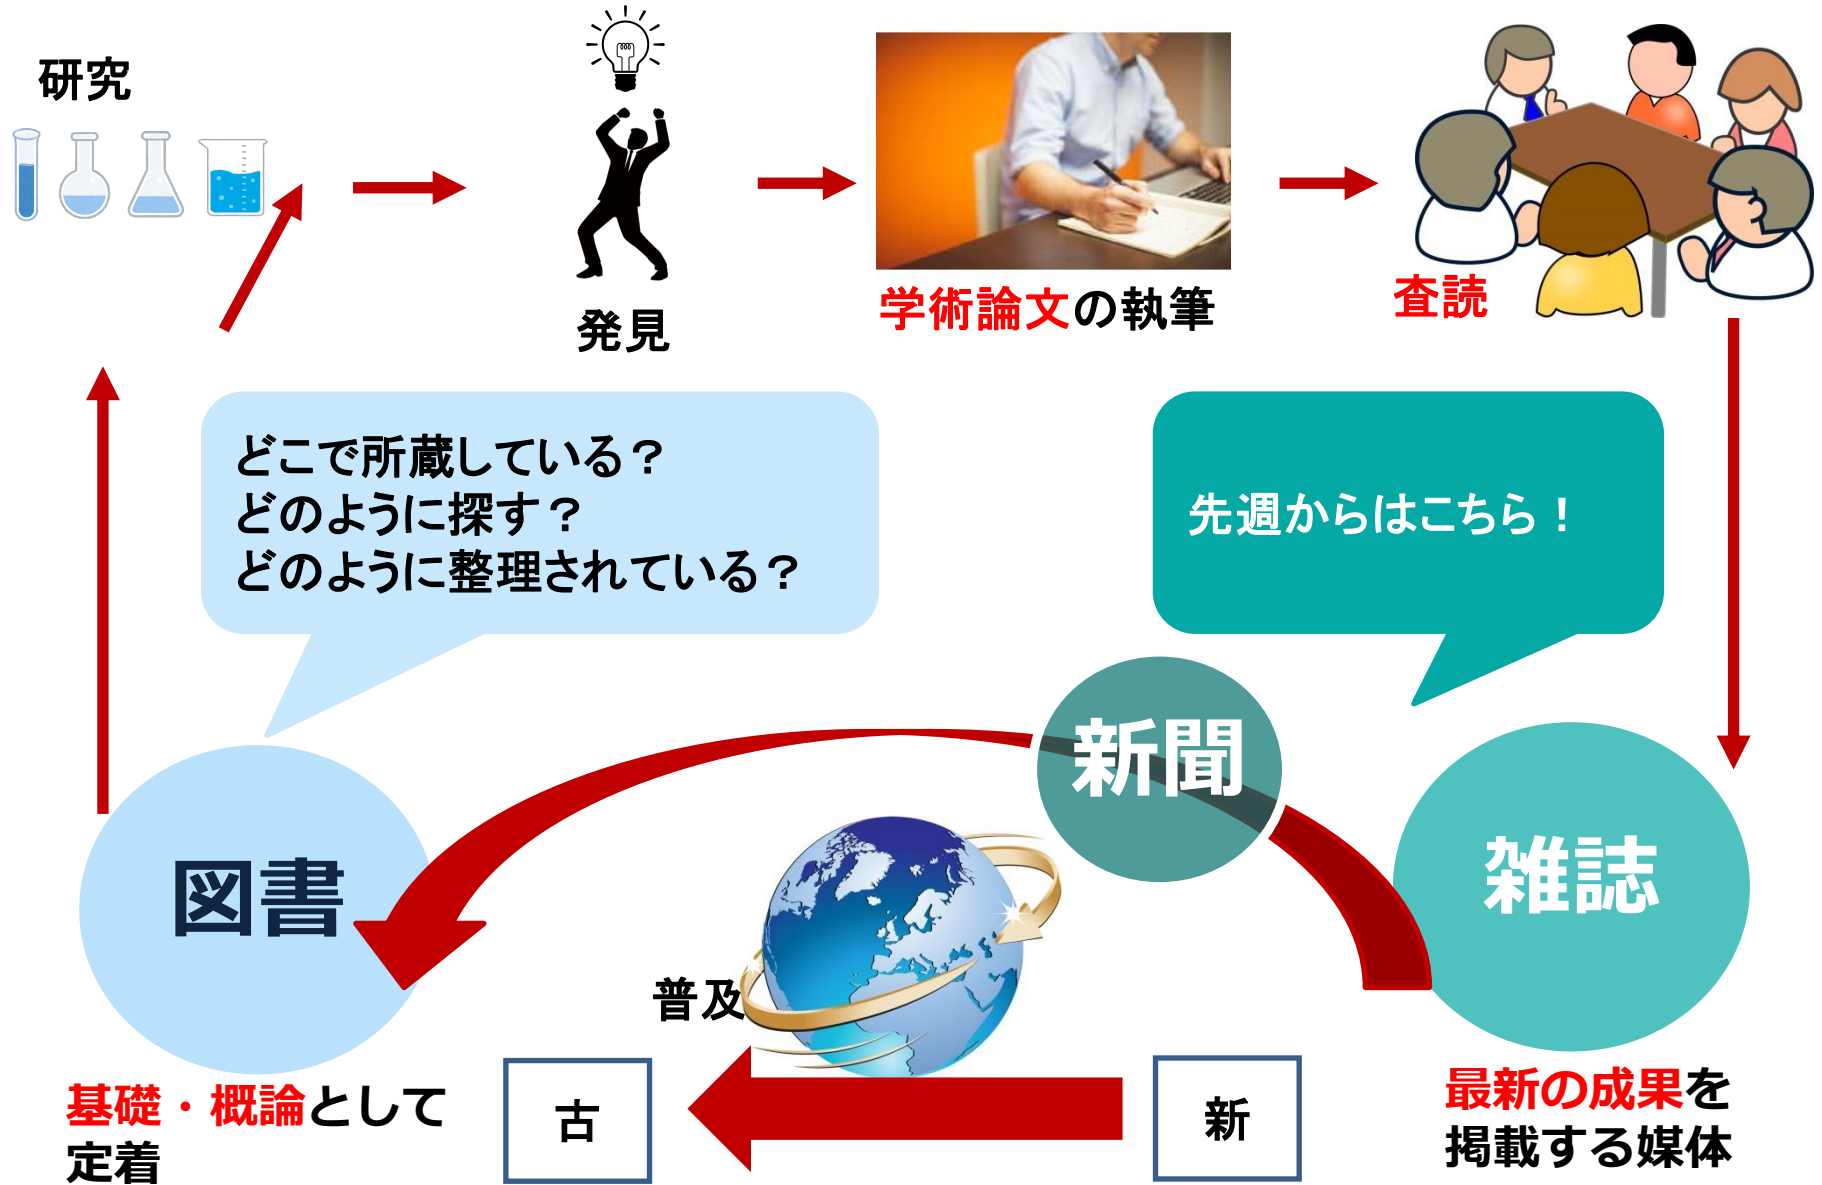 研究
発見
学術論文の執筆
査読
どこで所蔵している？
どのように探す？
どのように整理されている？
先週からはこちら！
新聞
図書
雑誌
普及
基礎・概論として
定着
古
新
最新の成果を
掲載する媒体